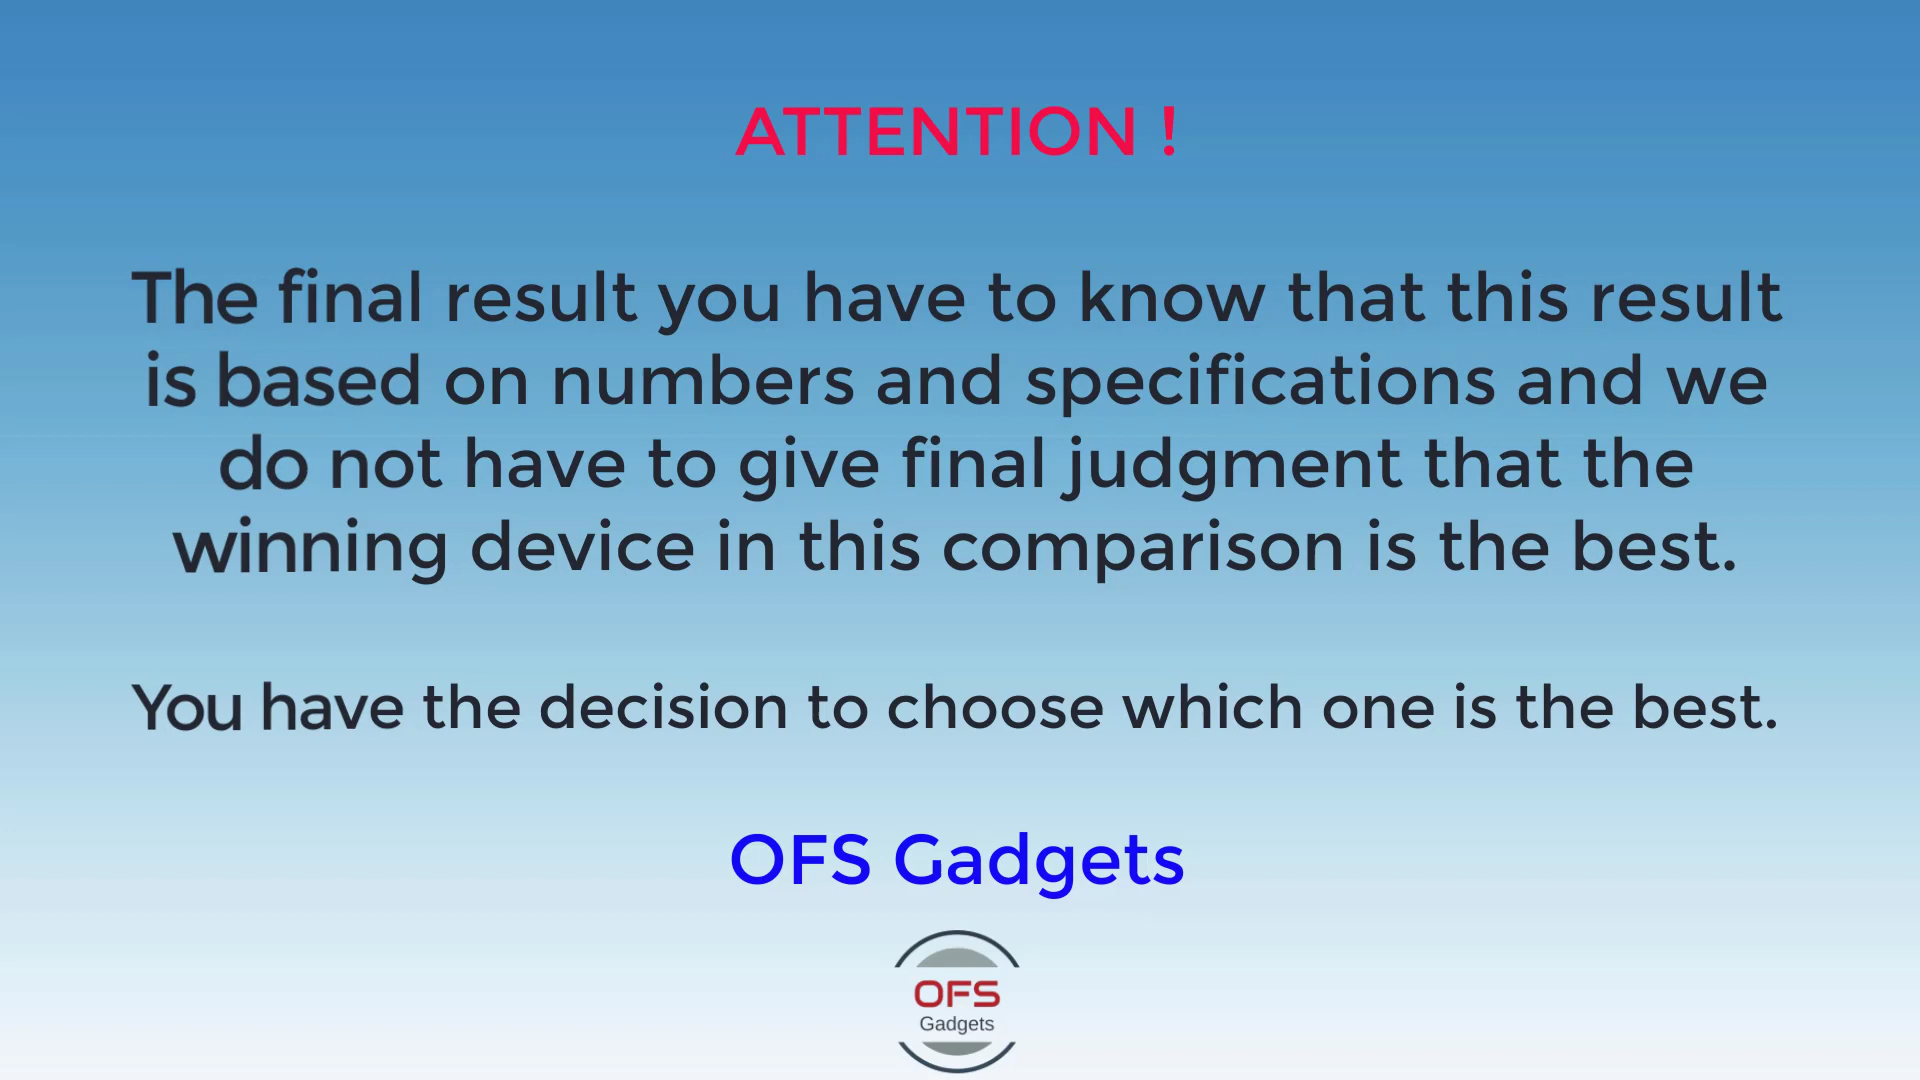 ATTENTION !
The final result you have to know that this result
is based on numbers and specifications and we
do not have to give final judgment that the
winning device in this comparison is the best.
You have the decision to choose which one is the best.
OFS Gadgets
OFS
Gadgets